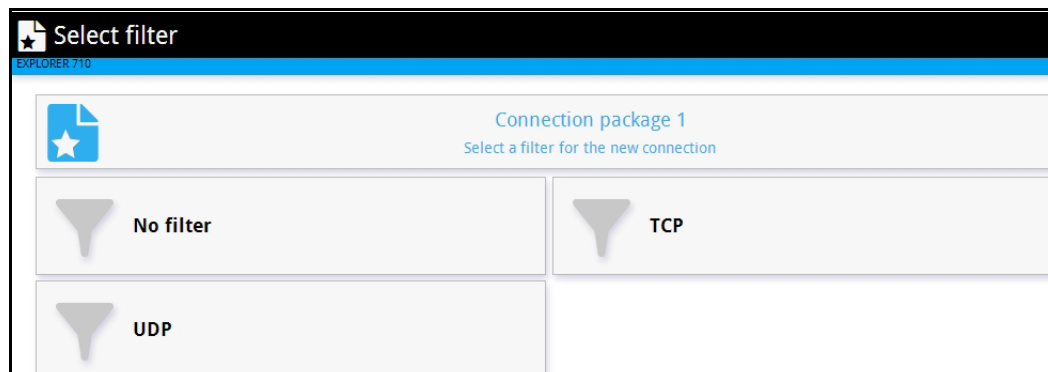 Select filter
EXPLORER 710
Connection package 1
Select a filter for the new connection
No filter
TCP
UDP